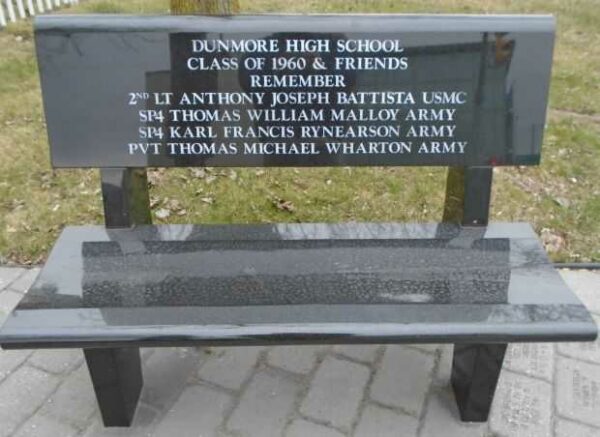 DUNMORE HIGH SCHOOL
CLASS OF 1960 & FRIENDS
REMEMBER
2ND LT ANTHONY JOSEPH BATTISTA USMC
SP4 THOMAS WILLIAM MALLOY ARMY
SP4 KARL FRANCIS RYNEARSON ARMY
PVT THOMAS MICHAEL WHARTON ARMY